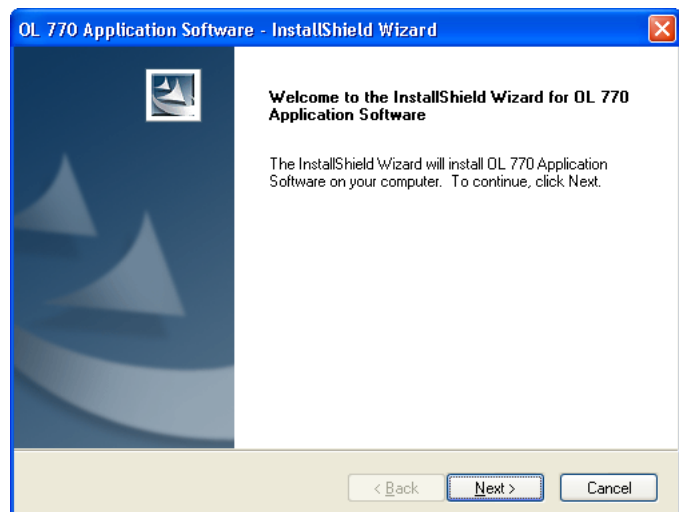 OL 770 Application Software - InstallShield Wizard
Welcome to the InstallShield Wizard for OL 770
Application Software
The InstallShield Wizard will install OL 770 Application
Software on your computer. To continue, click Next.
< Back
Next >
Cancel